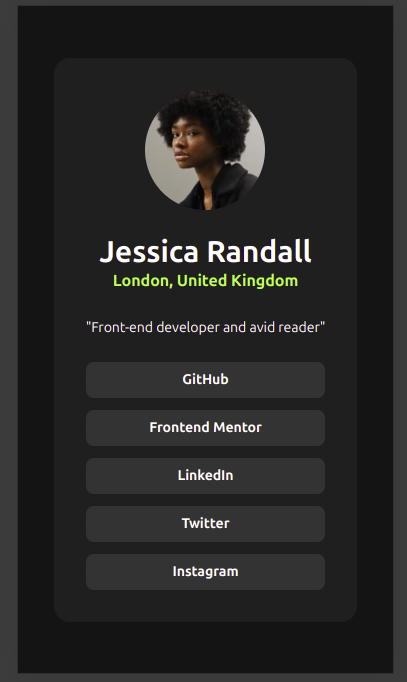 Jessica Randall
London, United Kingdom
"Front-end developer and avid reader"
GitHub
Frontend Mentor
LinkedIn
Twitter
Instagram